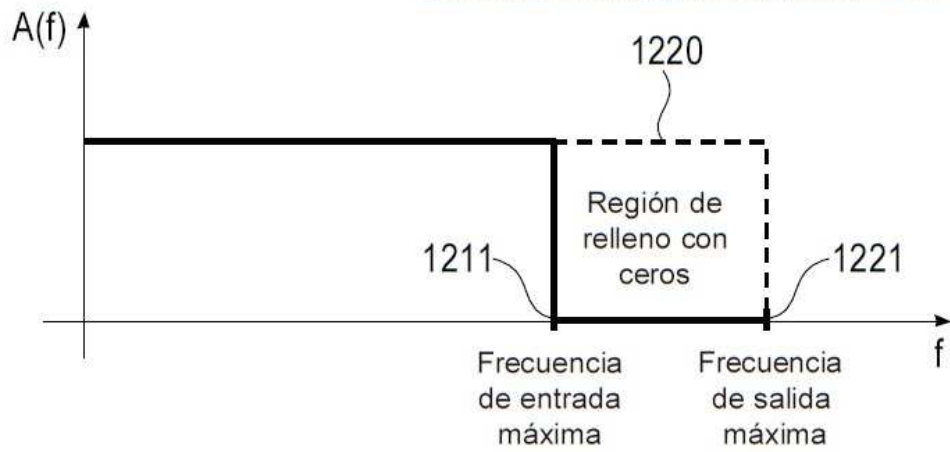 A(f)
1220
Región de
relleno con
ceros
1211
1221
f
Frecuencia
de entrada
máxima
Frecuencia
de salida
máxima